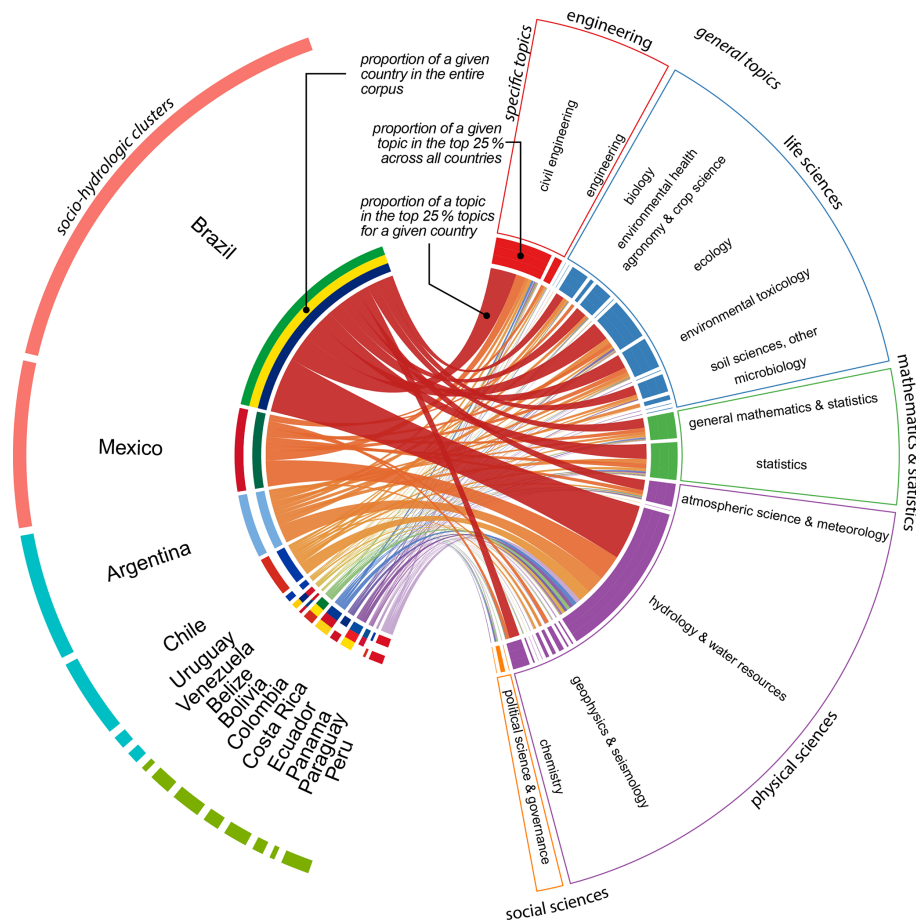 socio-hydrologic clusters
Brazil
Mexico
Argentina
Chile
Uruguay
Venezuela
Belize
Bolivia
Colombia
Costa Rica
Ecuador
Panama
Paraguay
Peru
proportion of a given
country in the entire
corpus
proportion of a given
topic in the top 25 %
across all countries
proportion of a topic
in the top 25 % topics
for a given country
specific topics
general topics
engineering
civil engineering
engineering
life sciences
biology
environmental health
agronomy & crop science
ecology
environmental toxicology
soil sciences, other
microbiology
mathematics & statistics
general mathematics & statistics
statistics
physical sciences
atmospheric science & meteorology
hydrology & water resources
geophysics & seismology
chemistry
social sciences
political science & governance